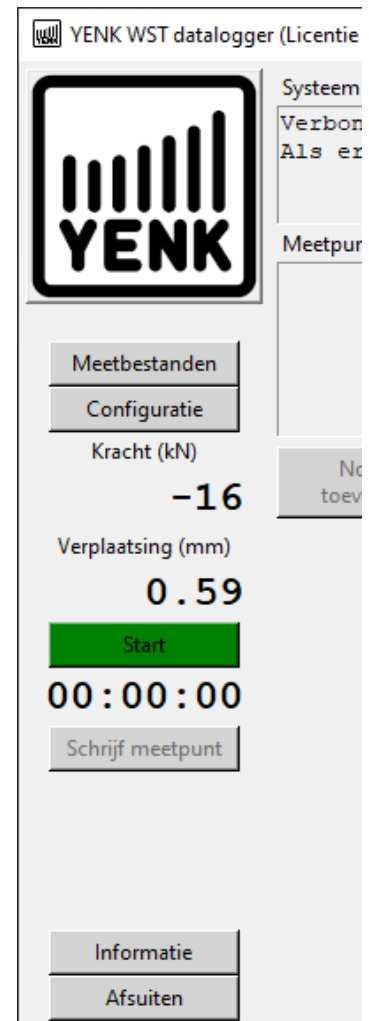 YENK WST datalogger (Licentie
Systeem
Verbon
Als er
YENK
Meetpun
Meetbestanden
Configuratie
Kracht (kN)
-16
No
toev
Verplaatsing (mm)
0.59
Start
00:00:00
Schrijf meetpunt
Informatie
Afsuiten